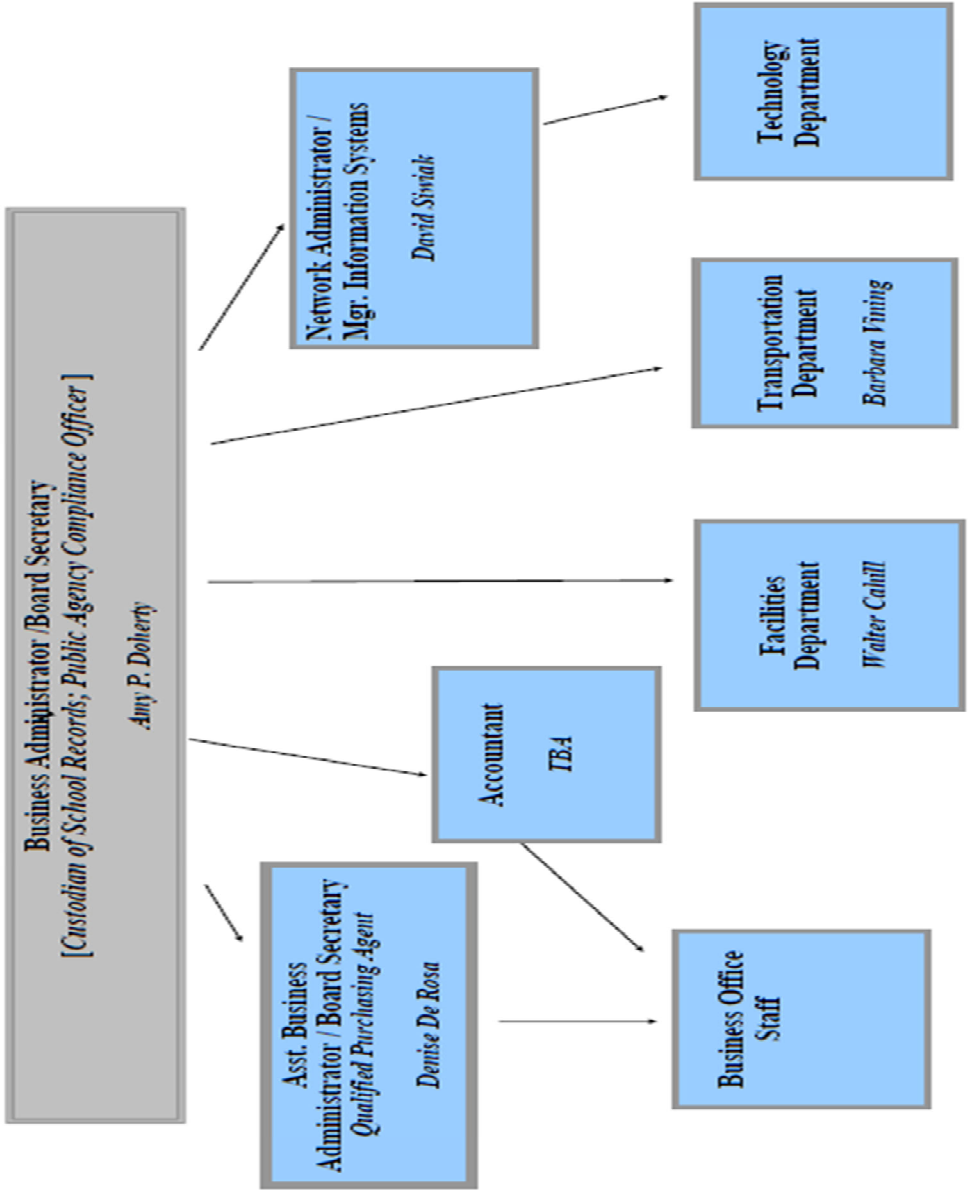 Business Administrator /Board Secretary
[Custodian of School Records; Public Agency Compliance Officer ]
Amy P. Doherty
Asst. Business
Administrator / Board Secretary
Qualified Purchasing Agent
Denise De Rosa
Accountant
TBA
Network Administrator /
Mgr. Information Systems
David Siwiak
Business Office
Staff
Facilities
Department
Walter Cahill
Transportation
Department
Barbara Vining
Technology
Department